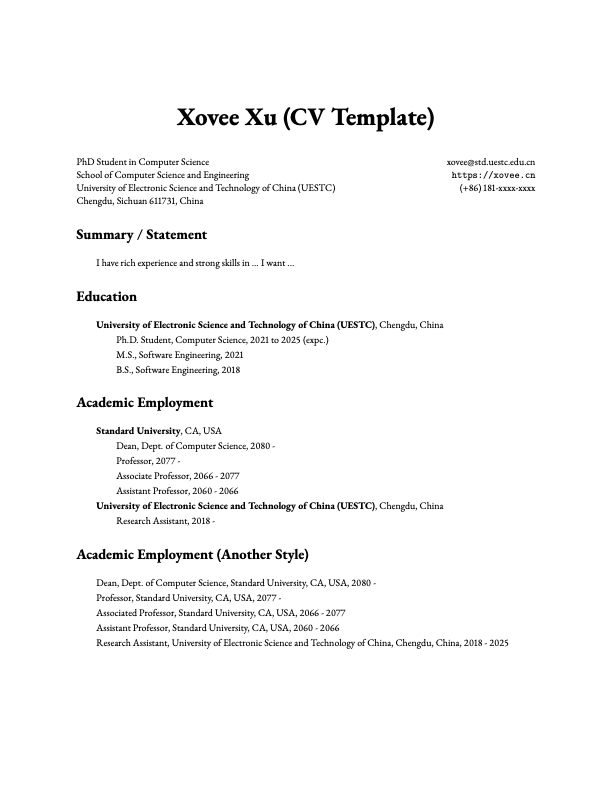 Xovee Xu (CV Template)
PhD Student in Computer Science
School of Computer Science and Engineering
University of Electronic Science and Technology of China (UESTC)
Chengdu, Sichuan 611731, China
xovee@std.uestc.edu.cn
https://xovee.cn
(+86) 181-xxxx-xxxx
Summary / Statement
I have rich experience and strong skills in ... I want ...
Education
University of Electronic Science and Technology of China (UESTC), Chengdu, China
Ph.D. Student, Computer Science, 2021 to 2025 (expc.)
M.S., Software Engineering, 2021
B.S., Software Engineering, 2018
Academic Employment
Standard University, CA, USA
Dean, Dept. of Computer Science, 2080 -
Professor, 2077 -
Associate Professor, 2066 - 2077
Assistant Professor, 2060 - 2066
University of Electronic Science and Technology of China (UESTC), Chengdu, China
Research Assistant, 2018 -
Academic Employment (Another Style)
Dean, Dept. of Computer Science, Standard University, CA, USA, 2080 -
Professor, Standard University, CA, USA, 2077 -
Associated Professor, Standard University, CA, USA, 2066 - 2077
Assistant Professor, Standard University, CA, USA, 2060 - 2066
Research Assistant, University of Electronic Science and Technology of China, Chengdu, China, 2018 - 2025